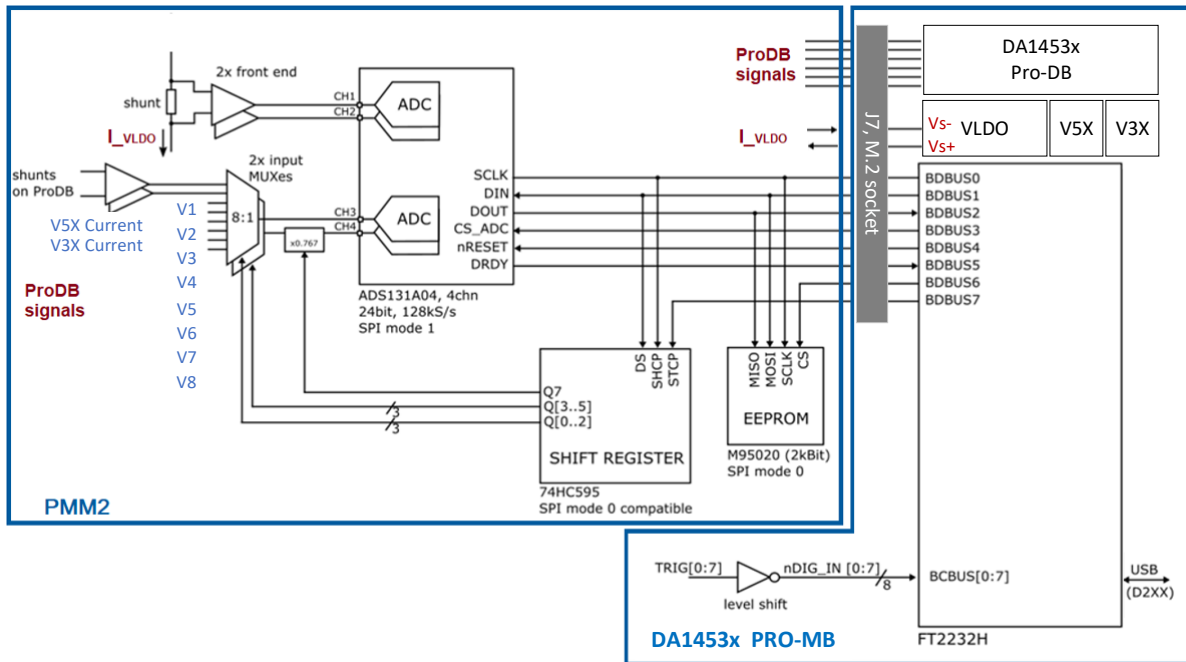 2x front end
shunt
I_VLDO
CH1
CH2
ADC
shunts
on ProDB
2x input
MUXes
8:1
V5X Current
V3X Current
V1
V2
V3
V4
V5
V6
V7
V8
ProDB
signals
x0.767
CH3
CH4
ADC
SCLK
DIN
DOUT
CS_ADC
nRESET
DRDY
ADS131A04, 4chn
24bit, 128kS/s
SPI mode 1
DS
SHCP
STCP
Q7
Q[3..5]
Q[0..2]
3
3
SHIFT REGISTER
74HC595
SPI mode 0 compatible
MISO
MOSI
SCLK
CS
EEPROM
M95020 (2kBit)
SPI mode 0
PMM2
ProDB
signals
I_VLDO
J7, M.2 socket
DA1453x
Pro-DB
Vs-
Vs+
VLDO
V5X
V3X
BDBUS0
BDBUS1
BDBUS2
BDBUS3
BDBUS4
BDBUS5
BDBUS6
BDBUS7
TRIG[0:7]
nDIG_IN [0:7]
8
level shift
BCBUS[0:7]
USB
(D2XX)
FT2232H
DA1453x PRO-MB